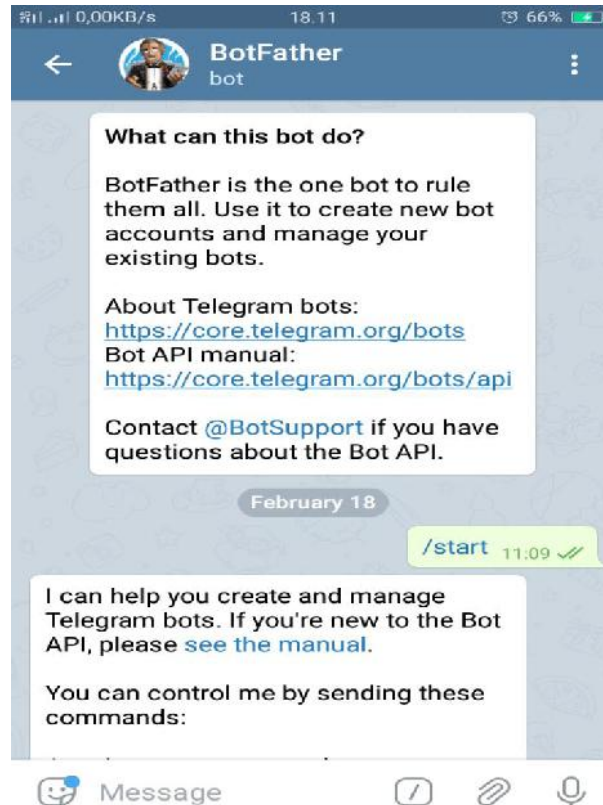 0,00KB/s 18.11 66%
BotFather
bot
What can this bot do?
BotFather is the one bot to rule
them all. Use it to create new bot
accounts and manage your
existing bots.
About Telegram bots:
https://core.telegram.org/bots
Bot API manual:
https://core.telegram.org/bots/api
Contact @BotSupport if you have
questions about the Bot API.
February 18
/start 11:09
I can help you create and manage
Telegram bots. If you're new to the Bot
API, please see the manual.
You can control me by sending these
commands:
Message